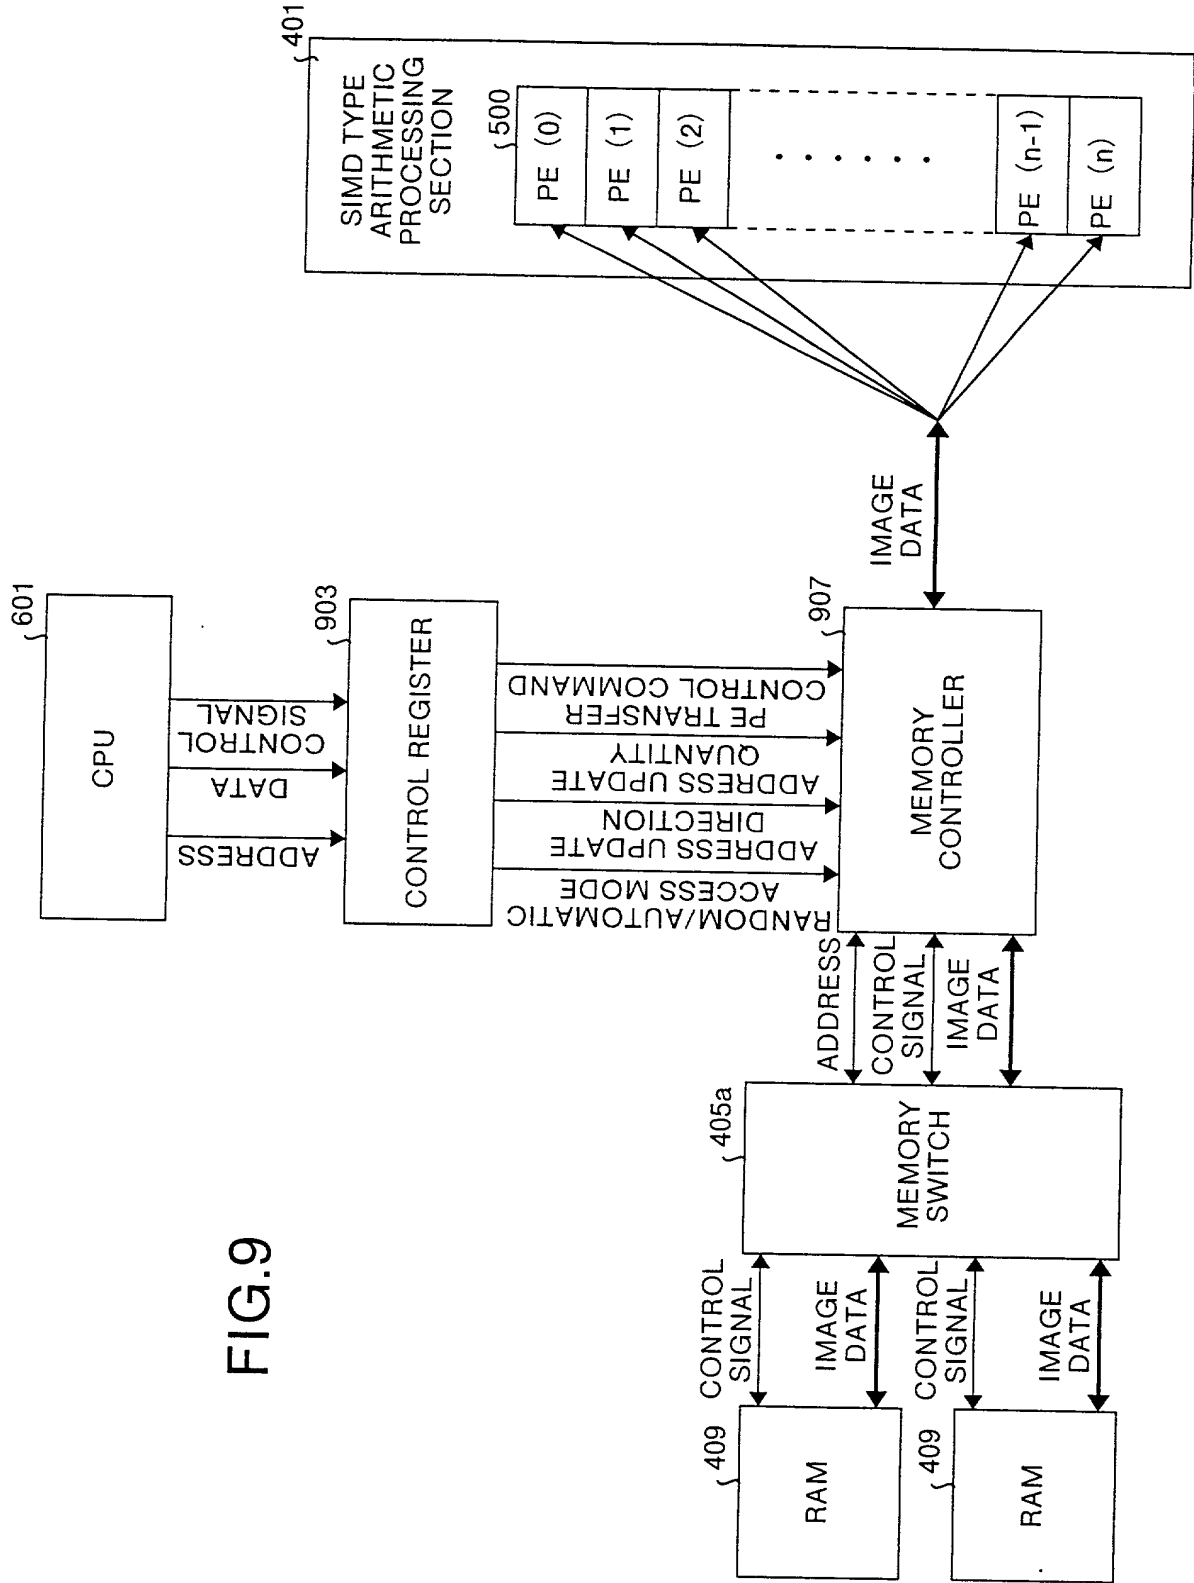 FIG.9
601
CPU
ADDRESS
DATA
CONTROL
SIGNAL
903
CONTROL REGISTER
RANDOM/AUTOMATIC
ACCESS MODE
ADDRESS UPDATE
DIRECTION
ADDRESS UPDATE
QUANTITY
PE TRANSFER
CONTROL COMMAND
409
RAM
CONTROL
SIGNAL
IMAGE
DATA
409
RAM
CONTROL
SIGNAL
IMAGE
DATA
405a
MEMORY
SWITCH
ADDRESS
CONTROL
SIGNAL
IMAGE
DATA
907
MEMORY
CONTROLLER
IMAGE
DATA
401
SIMD TYPE
ARITHMETIC
PROCESSING
SECTION
500
PE (0)
PE (1)
PE (2)
PE (n-1)
PE (n)